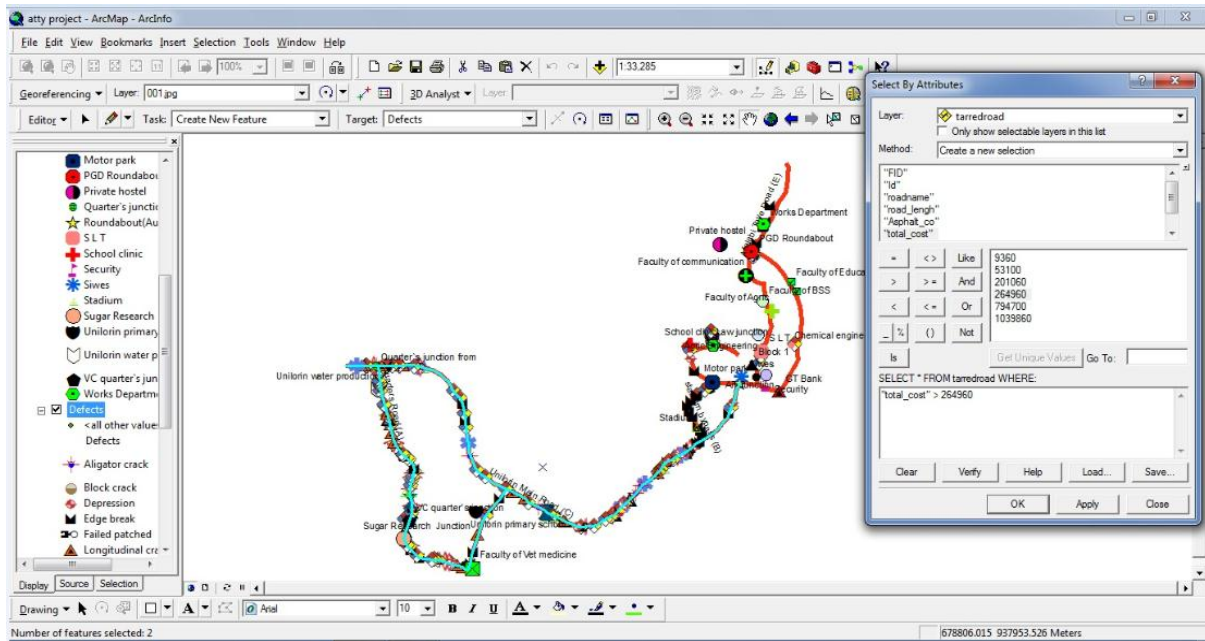 atty project - ArcMap - ArcInfo
File Edit View Bookmarks Insert Selection Tools Window Help
100%
1:33,285
Georeferencing Layer: 001.jpg
3D Analyst Layer:
Editor Task: Create New Feature Target: Defects
Motor park
PGD Roundabou
Private hostel
Quarter's junction
Roundabout(Au
S L T
School clinic
Security
Siwes
Stadium
Sugar Research
Unilorin primary
Unilorin water p
VC quarter's jun
Works Departme
Defects
<all other value
Defects
Aligator crack
Block crack
Depression
Edge break
Failed patched
Longitudinal cra
Display Source Selection
Works Department
Private hostel
PGD Roundabout
Faculty of communication
Faculty of Educa
Faculty of BSS
Faculty of Agric
School clinic
junction
S L T
Chemical engine
Block 1
Motor park
GT Bank
Security
Stadium
Quarter's junction from
Unilorin water production
Unilorin Main Road (C)
VC quarter's junction
Sugar Research Junction
Unilorin primary scho
Faculty of Vet medicine
Select By Attributes
Layer: tarredroad
Only show selectable layers in this list
Method: Create a new selection
"FID"
"Id"
"roadname"
"road_lengh"
"Asphalt_co"
"total_cost"
= <> Like
> >= And
< <= Or
_ % () Not
Is
9360
53100
201060
264960
794700
1039860
Get Unique Values Go To:
SELECT * FROM tarredroad WHERE:
"total_cost" > 264960
Clear Verify Help Load... Save...
OK Apply Close
Drawing A Arial 10 B I U A
Number of features selected: 2
678806.015 937953.526 Meters